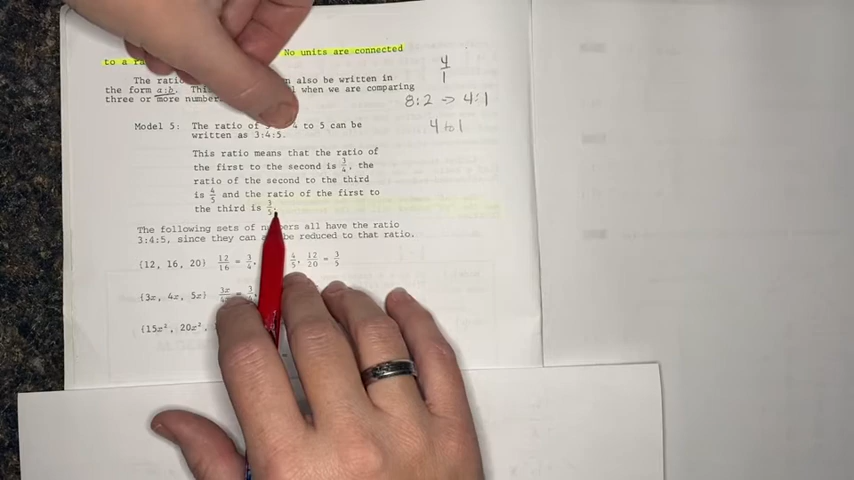 No units are connected
to a
The ratio also be written in
the form a:b. when we are comparing
three or more
Model 5: The ratio of 4 to 5 can be
written as 3:4:5.
This ratio means that the ratio of
the first to the second is 3/4, the
ratio of the second to the third
is 4/5 and the ratio of the first to
the third is 3/5
The following sets of all have the ratio
3:4:5, since they can be reduced to that ratio.
{12, 16, 20} 12/16 = 3/4, 4/5, 12/20 = 3/5
{3x, 4x, 5x}
{15x², 20x²,
4/1
8:2 => 4:1
4 to 1